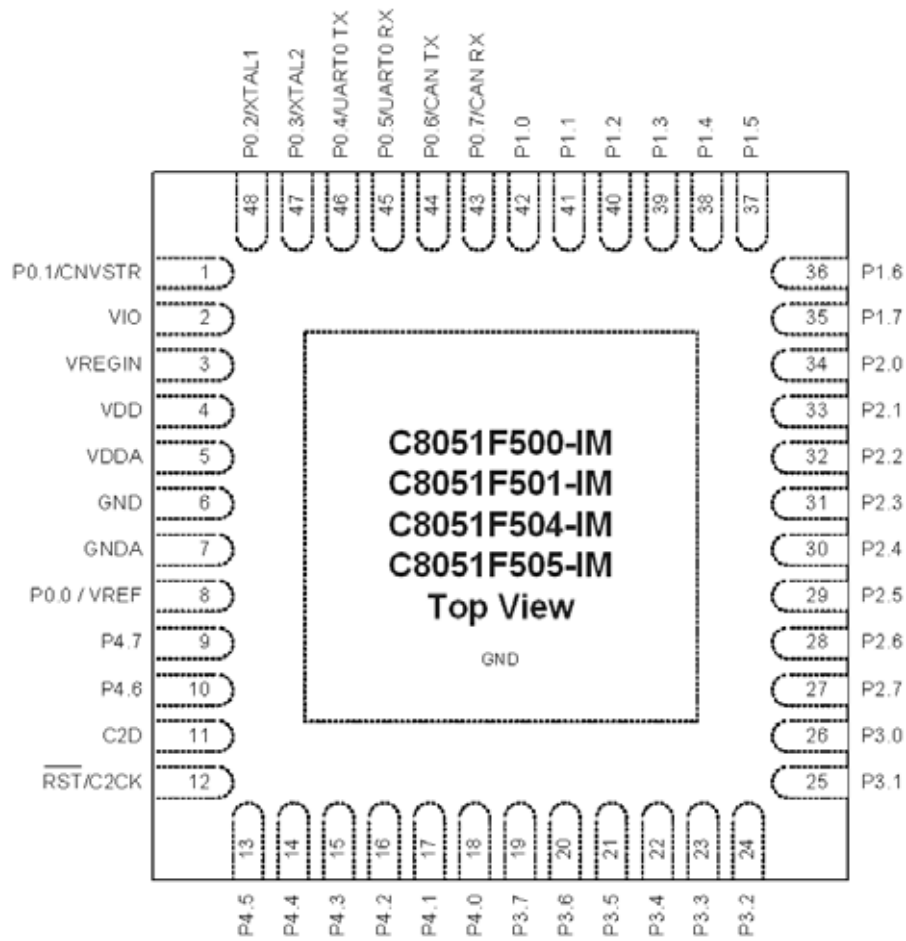 P0.2/XTAL1
P0.3/XTAL2
P0.4/UART0 TX
P0.5/UART0 RX
P0.6/CAN TX
P0.7/CAN RX
P1.0
P1.1
P1.2
P1.3
P1.4
P1.5
48
47
46
45
44
43
42
41
40
39
38
37
P0.1/CNVSTR 1
VIO 2
VREGIN 3
VDD 4
VDDA 5
GND 6
GNDA 7
P0.0 / VREF 8
P4.7 9
P4.6 10
C2D 11
RST/C2CK 12
C8051F500-IM
C8051F501-IM
C8051F504-IM
C8051F505-IM
Top View
GND
36 P1.6
35 P1.7
34 P2.0
33 P2.1
32 P2.2
31 P2.3
30 P2.4
29 P2.5
28 P2.6
27 P2.7
26 P3.0
25 P3.1
13
14
15
16
17
18
19
20
21
22
23
24
P4.5
P4.4
P4.3
P4.2
P4.1
P4.0
P3.7
P3.6
P3.5
P3.4
P3.3
P3.2